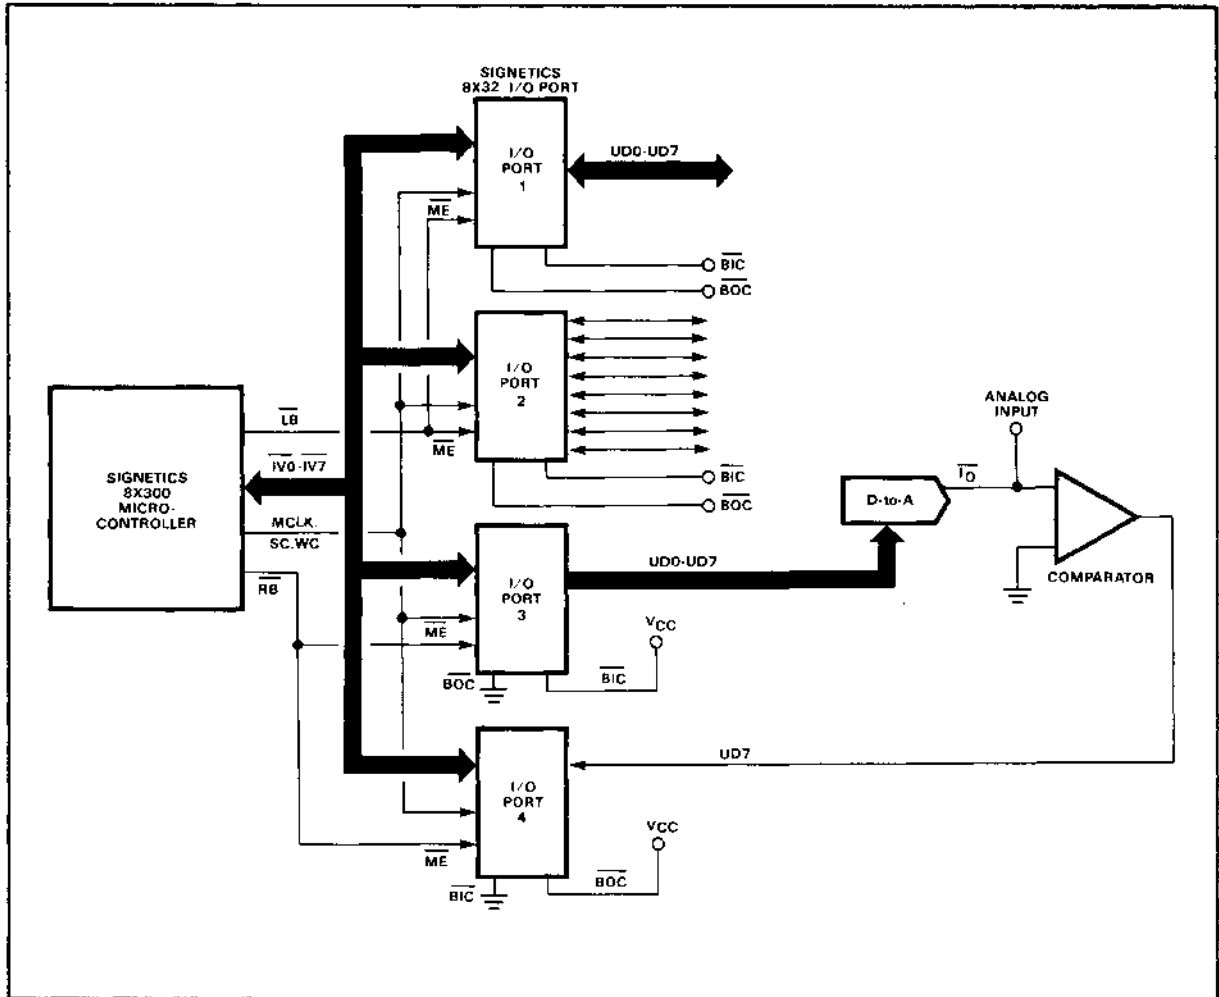 SIGNETICS
8X32 I/O PORT
I/O
PORT
1
UD0-UD7
ME
BIC
BOC
I/O
PORT
2
ME
BIC
BOC
SIGNETICS
8X300
MICRO-
CONTROLLER
LB
IV0-IV7
MCLK.
SC.WC
RB
ANALOG
INPUT
D-to-A
IO
COMPARATOR
I/O
PORT
3
UD0-UD7
ME
BOC
BIC
VCC
I/O
PORT
4
UD7
ME
BIC
BOC
VCC